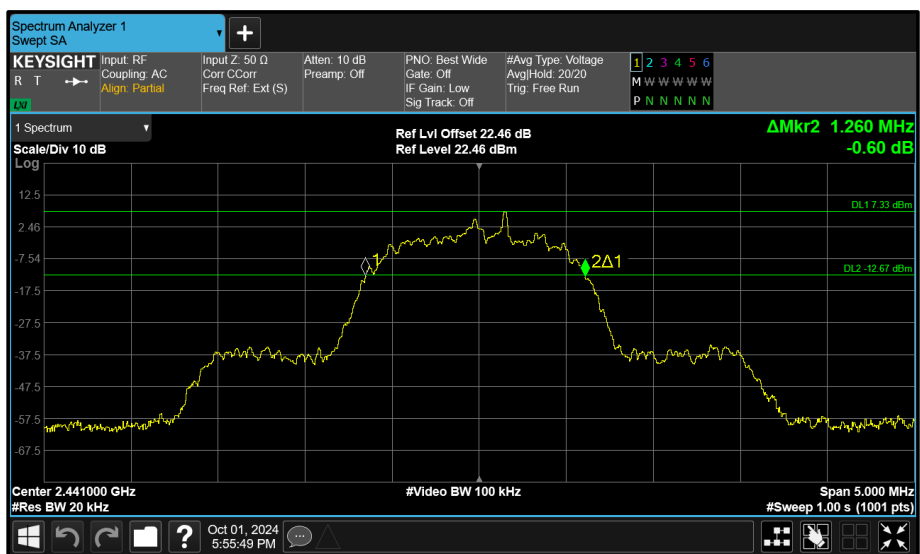 Spectrum Analyzer 1
Swept SA
KEYSIGHT
R T
LXI
Input: RF
Coupling: AC
Align: Partial
Input Z: 50 Ω
Corr CCorr
Freq Ref: Ext (S)
Atten: 10 dB
Preamp: Off
PNO: Best Wide
Gate: Off
IF Gain: Low
Sig Track: Off
#Avg Type: Voltage
Avg|Hold: 20/20
Trig: Free Run
1 2 3 4 5 6
M W W W W W
P N N N N N
1 Spectrum
Scale/Div 10 dB
Ref Lvl Offset 22.46 dB
Ref Level 22.46 dBm
ΔMkr2 1.260 MHz
-0.60 dB
Log
12.5
DL1 7.33 dBm
2.46
-7.54
1
2Δ1
DL2 -12.67 dBm
-17.5
-27.5
-37.5
-47.5
-57.5
-67.5
Center 2.441000 GHz
#Video BW 100 kHz
Span 5.000 MHz
#Res BW 20 kHz
#Sweep 1.00 s (1001 pts)
Oct 01, 2024
5:55:49 PM